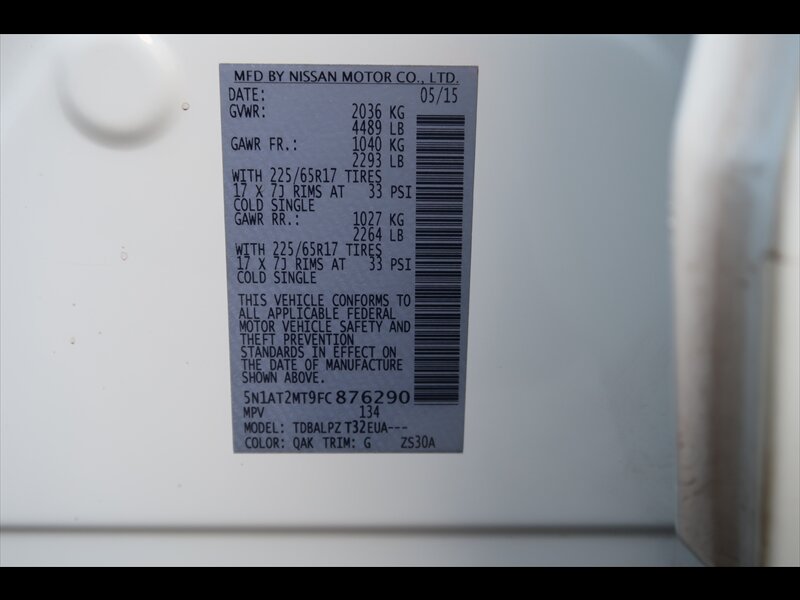 MFD BY NISSAN MOTOR CO., LTD.
DATE: 05/15
GVWR: 2036 KG
4489 LB
GAWR FR.: 1040 KG
2293 LB
WITH 225/65R17 TIRES
17 X 7J RIMS AT 33 PSI
COLD SINGLE
GAWR RR.: 1027 KG
2264 LB
WITH 225/65R17 TIRES
17 X 7J RIMS AT 33 PSI
COLD SINGLE
THIS VEHICLE CONFORMS TO
ALL APPLICABLE FEDERAL
MOTOR VEHICLE SAFETY AND
THEFT PREVENTION
STANDARDS IN EFFECT ON
THE DATE OF MANUFACTURE
SHOWN ABOVE.
5N1AT2MT9FC876290
MPV 134
MODEL: TDBALPZ T32EUA---
COLOR: QAK TRIM: G ZS30A